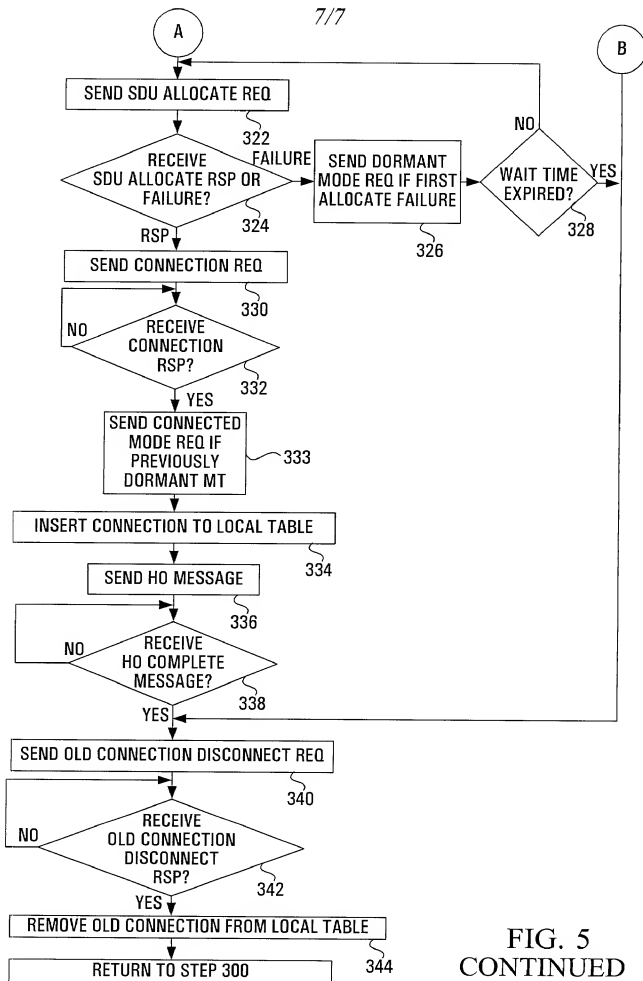 7/7
A
B
SEND SDU ALLOCATE REQ
322
RECEIVE
SDU ALLOCATE RSP OR
FAILURE?
324
FAILURE
RSP
SEND DORMANT
MODE REQ IF FIRST
ALLOCATE FAILURE
326
NO
WAIT TIME
EXPIRED?
328
YES
SEND CONNECTION REQ
330
NO
RECEIVE
CONNECTION
RSP?
332
YES
SEND CONNECTED
MODE REQ IF
PREVIOUSLY
DORMANT MT
333
INSERT CONNECTION TO LOCAL TABLE
334
SEND HO MESSAGE
336
NO
RECEIVE
HO COMPLETE
MESSAGE?
338
YES
SEND OLD CONNECTION DISCONNECT REQ
340
NO
RECEIVE
OLD CONNECTION
DISCONNECT
RSP?
342
YES
REMOVE OLD CONNECTION FROM LOCAL TABLE
344
RETURN TO STEP 300
FIG. 5
CONTINUED